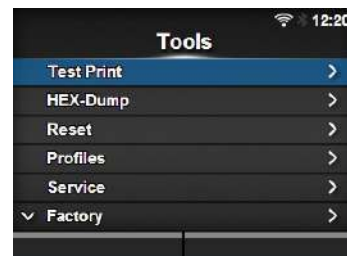 12:20
Tools
Test Print
HEX-Dump
Reset
Profiles
Service
Factory